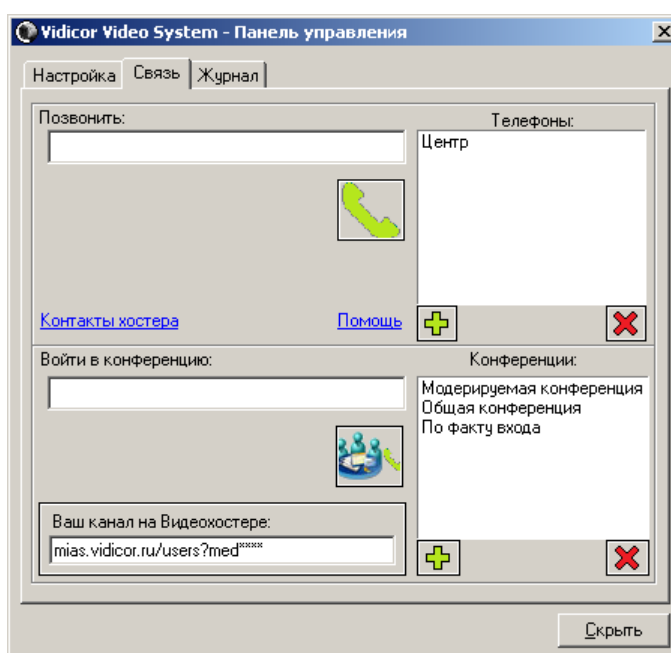 Vidicor Video System - Панель управления
Настройка Связь Журнал
Позвонить:
Телефоны:
Центр
Контакты хостера
Помощь
Войти в конференцию:
Конференции:
Модерируемая конференция
Общая конференция
По факту входа
Ваш канал на Видеохостере:
mias.vidicor.ru/users?med****
Скрыть